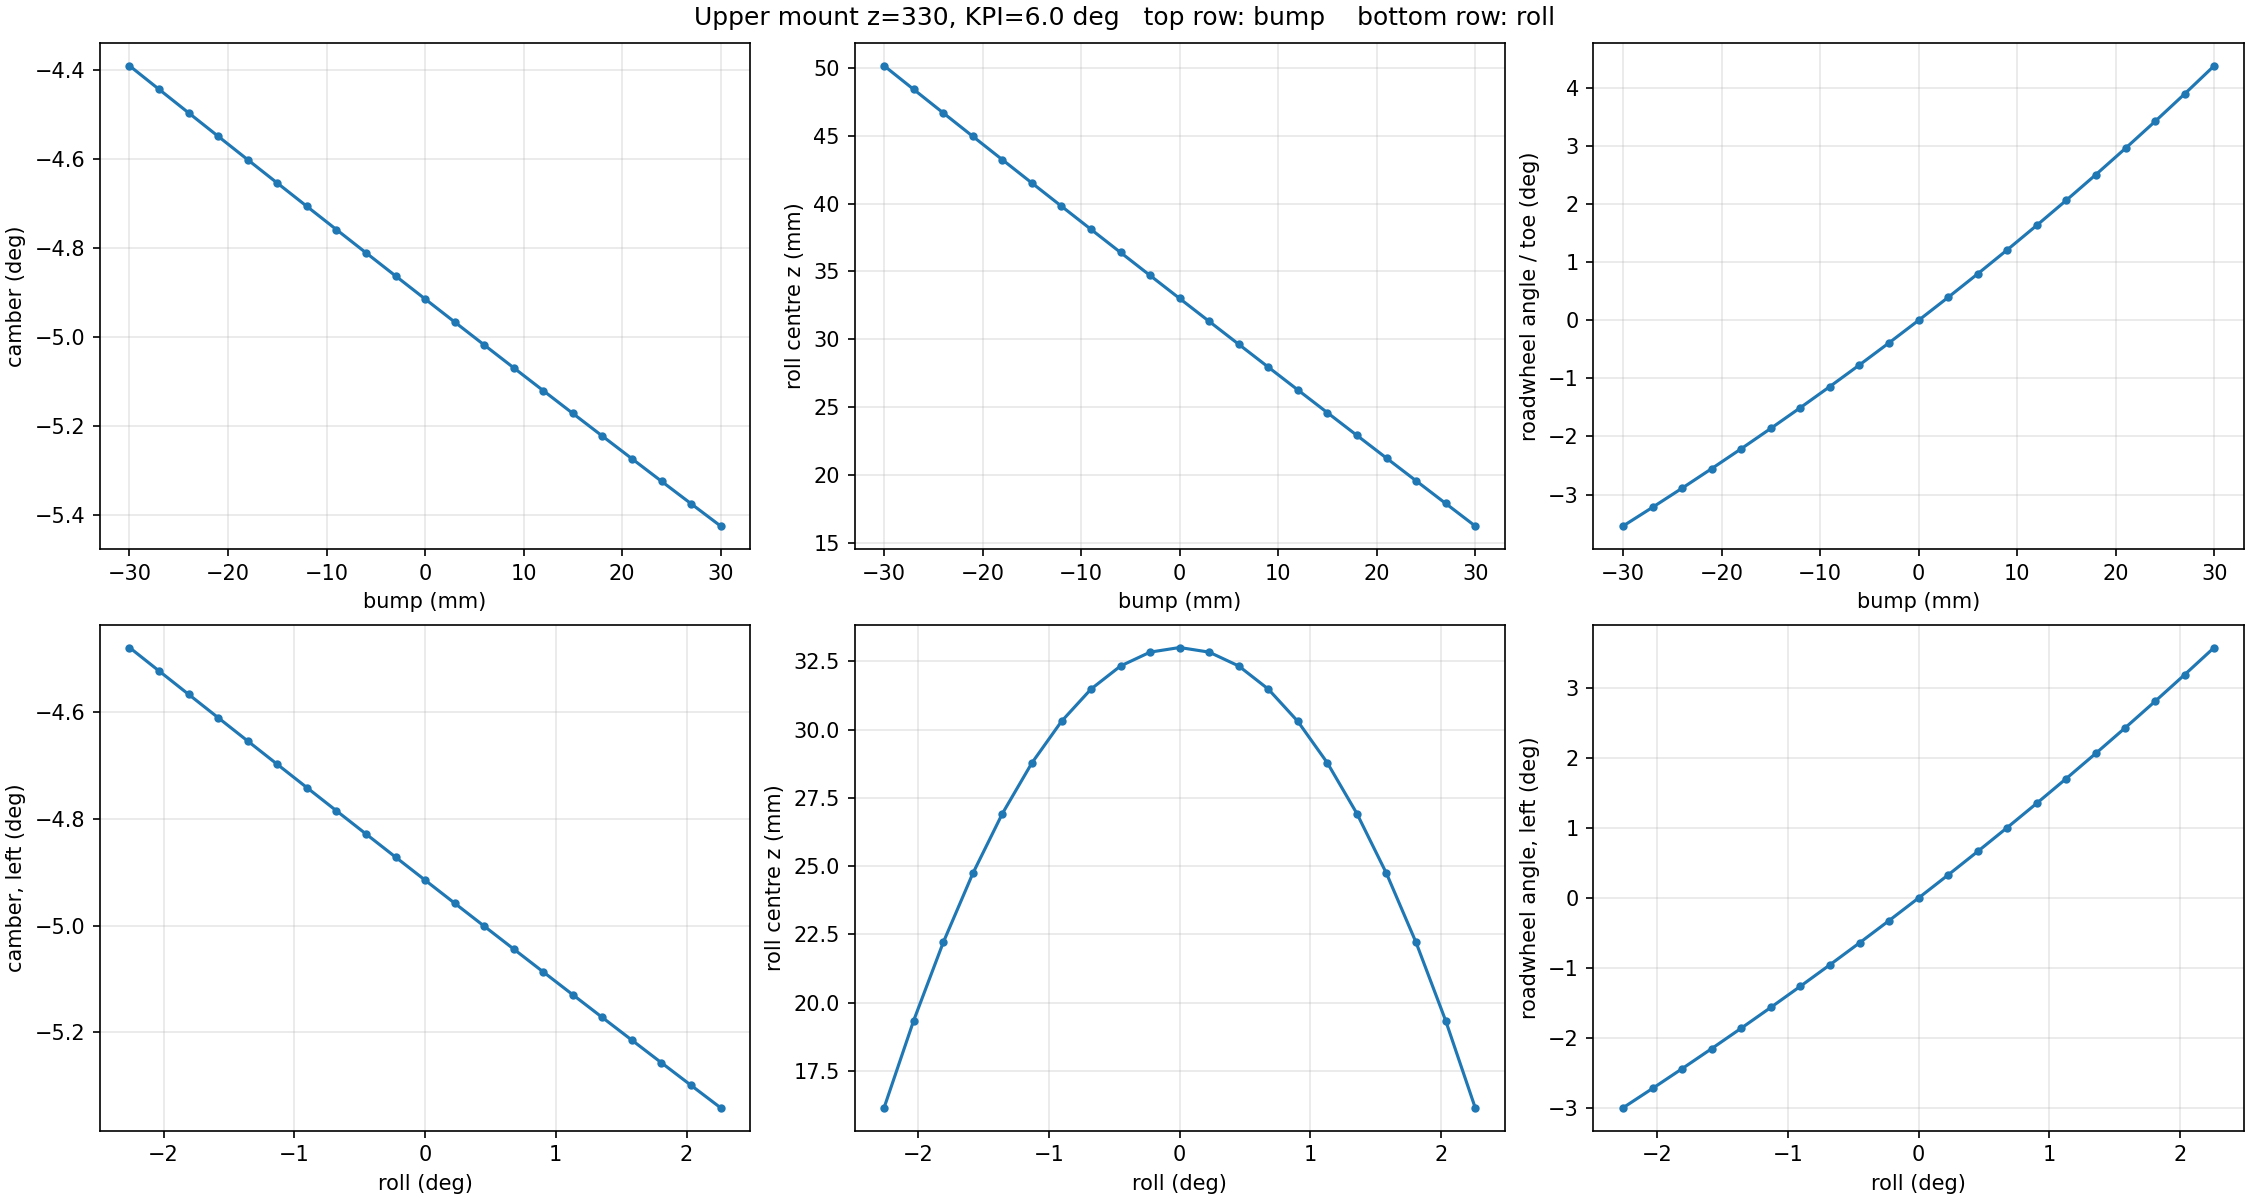 Upper mount z=330, KPI=6.0 deg   top row: bump    bottom row: roll
camber (deg)
−4.4
−4.6
−4.8
−5.0
−5.2
−5.4
−30 −20 −10 0 10 20 30
bump (mm)
roll centre z (mm)
50
45
40
35
30
25
20
15
−30 −20 −10 0 10 20 30
bump (mm)
roadwheel angle / toe (deg)
4
3
2
1
0
−1
−2
−3
−30 −20 −10 0 10 20 30
bump (mm)
camber, left (deg)
−4.6
−4.8
−5.0
−5.2
−2 −1 0 1 2
roll (deg)
roll centre z (mm)
32.5
30.0
27.5
25.0
22.5
20.0
17.5
−2 −1 0 1 2
roll (deg)
roadwheel angle, left (deg)
3
2
1
0
−1
−2
−3
−2 −1 0 1 2
roll (deg)